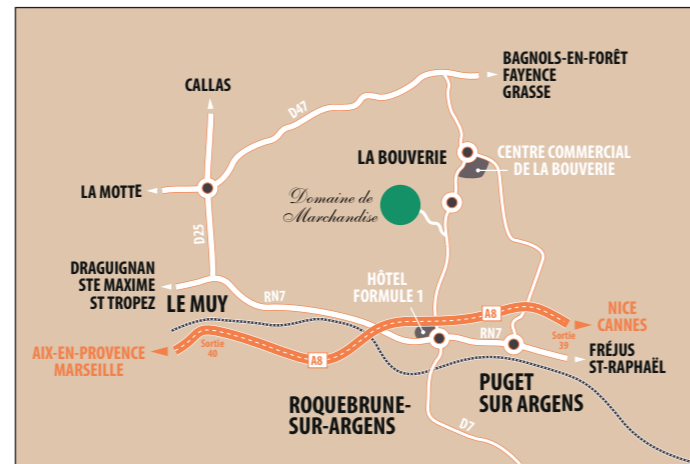 BAGNOLS-EN-FORÊT
FAYENCE
GRASSE
CALLAS
D47
LA BOUVERIE
CENTRE COMMERCIAL
DE LA BOUVERIE
LA MOTTE
Domaine de
Marchandise
D25
DRAGUIGNAN
STE MAXIME
ST TROPEZ
LE MUY
RN7
HÔTEL
FORMULE 1
A8
NICE
CANNES
Sortie
39
RN7
AIX-EN-PROVENCE
MARSEILLE
Sortie
40
A8
FRÉJUS
ST-RAPHAËL
PUGET
SUR ARGENS
ROQUEBRUNE-
SUR-ARGENS
D7